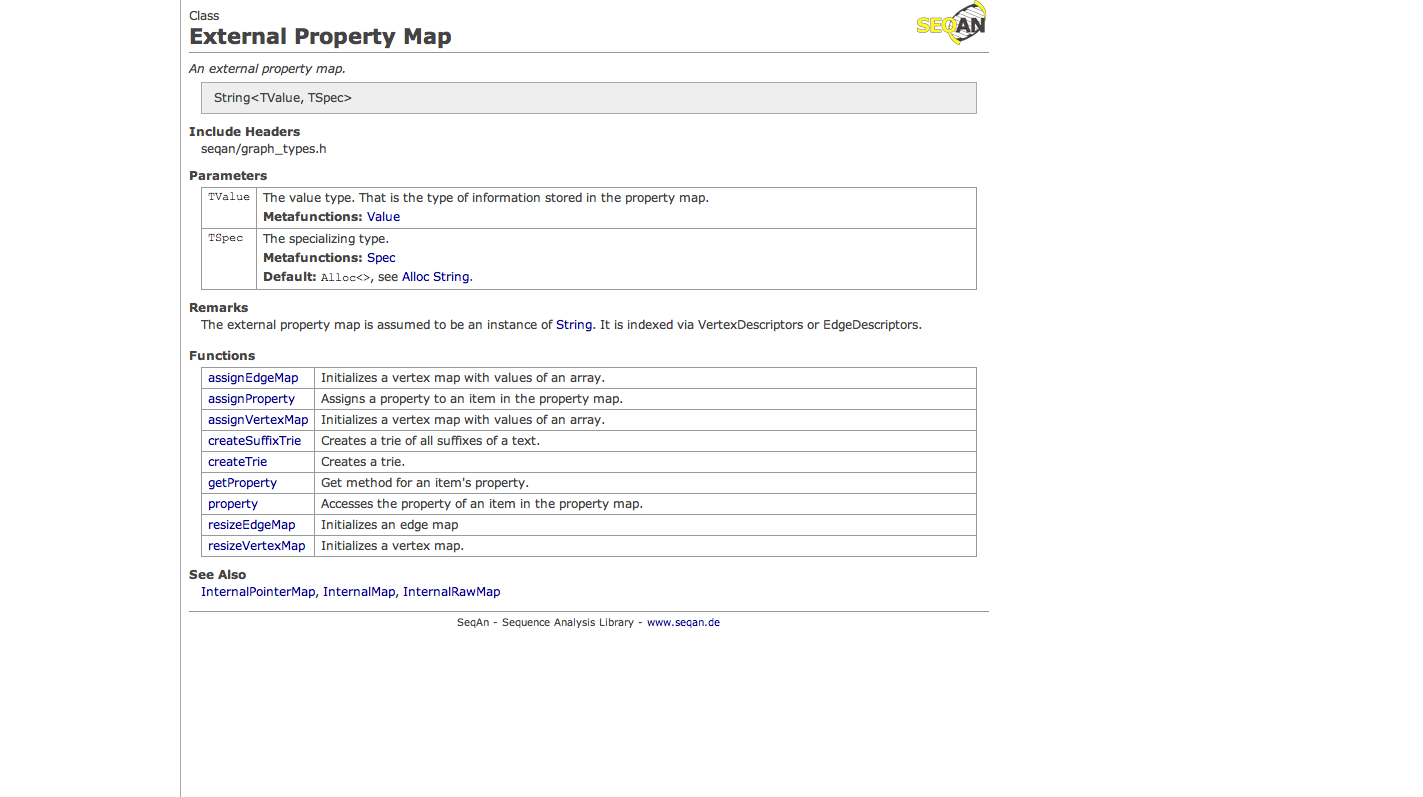 Class
External Property Map
SEQAN
An external property map.
String<TValue, TSpec>
Include Headers
seqan/graph_types.h
Parameters
TValue The value type. That is the type of information stored in the property map.
Metafunctions: Value
TSpec The specializing type.
Metafunctions: Spec
Default: Alloc<>, see Alloc String.
Remarks
The external property map is assumed to be an instance of String. It is indexed via VertexDescriptors or EdgeDescriptors.
Functions
assignEdgeMap Initializes a vertex map with values of an array.
assignProperty Assigns a property to an item in the property map.
assignVertexMap Initializes a vertex map with values of an array.
createSuffixTrie Creates a trie of all suffixes of a text.
createTrie Creates a trie.
getProperty Get method for an item's property.
property Accesses the property of an item in the property map.
resizeEdgeMap Initializes an edge map
resizeVertexMap Initializes a vertex map.
See Also
InternalPointerMap, InternalMap, InternalRawMap
SeqAn - Sequence Analysis Library - www.seqan.de